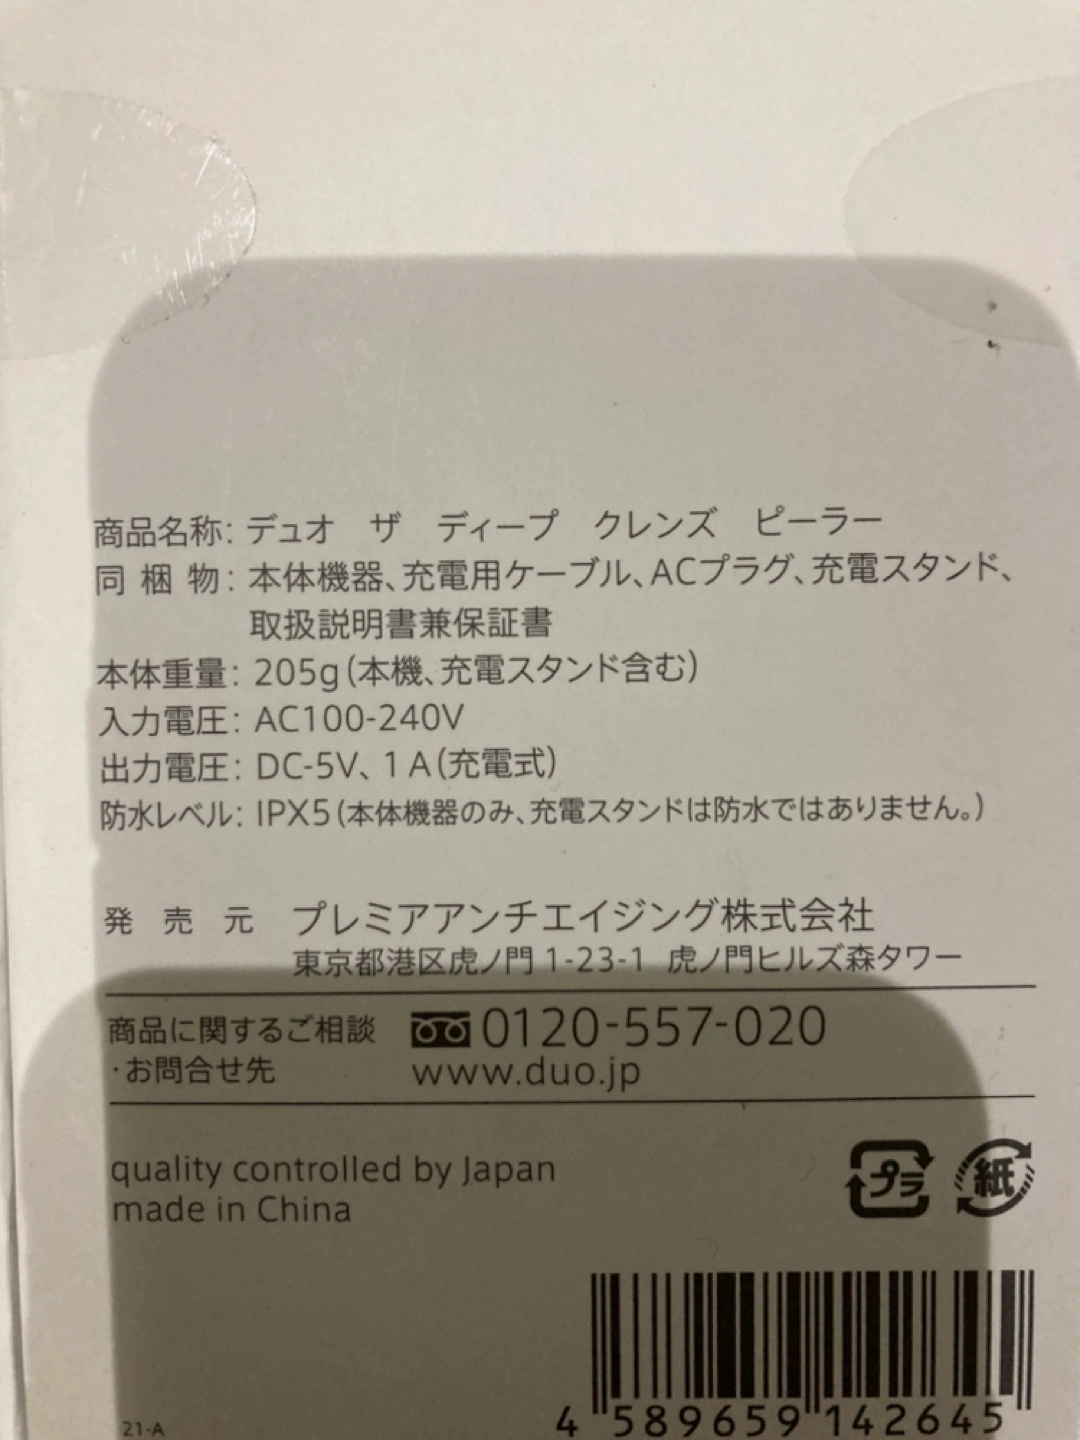 商品名称: デュオ ザ ディープ クレンズ ピーラー
同梱物: 本体機器、充電用ケーブル、ACプラグ、充電スタンド、
取扱説明書兼保証書
本体重量: 205g(本機、充電スタンド含む)
入力電圧: AC100-240V
出力電圧: DC-5V、1A(充電式)
防水レベル: IPX5(本体機器のみ、充電スタンドは防水ではありません。)
発売元 プレミアアンチエイジング株式会社
東京都港区虎ノ門1-23-1 虎ノ門ヒルズ森タワー
商品に関するご相談 0120-557-020
・お問合せ先 www.duo.jp
quality controlled by Japan
made in China
プラ 紙
4 589659 142645
21-A